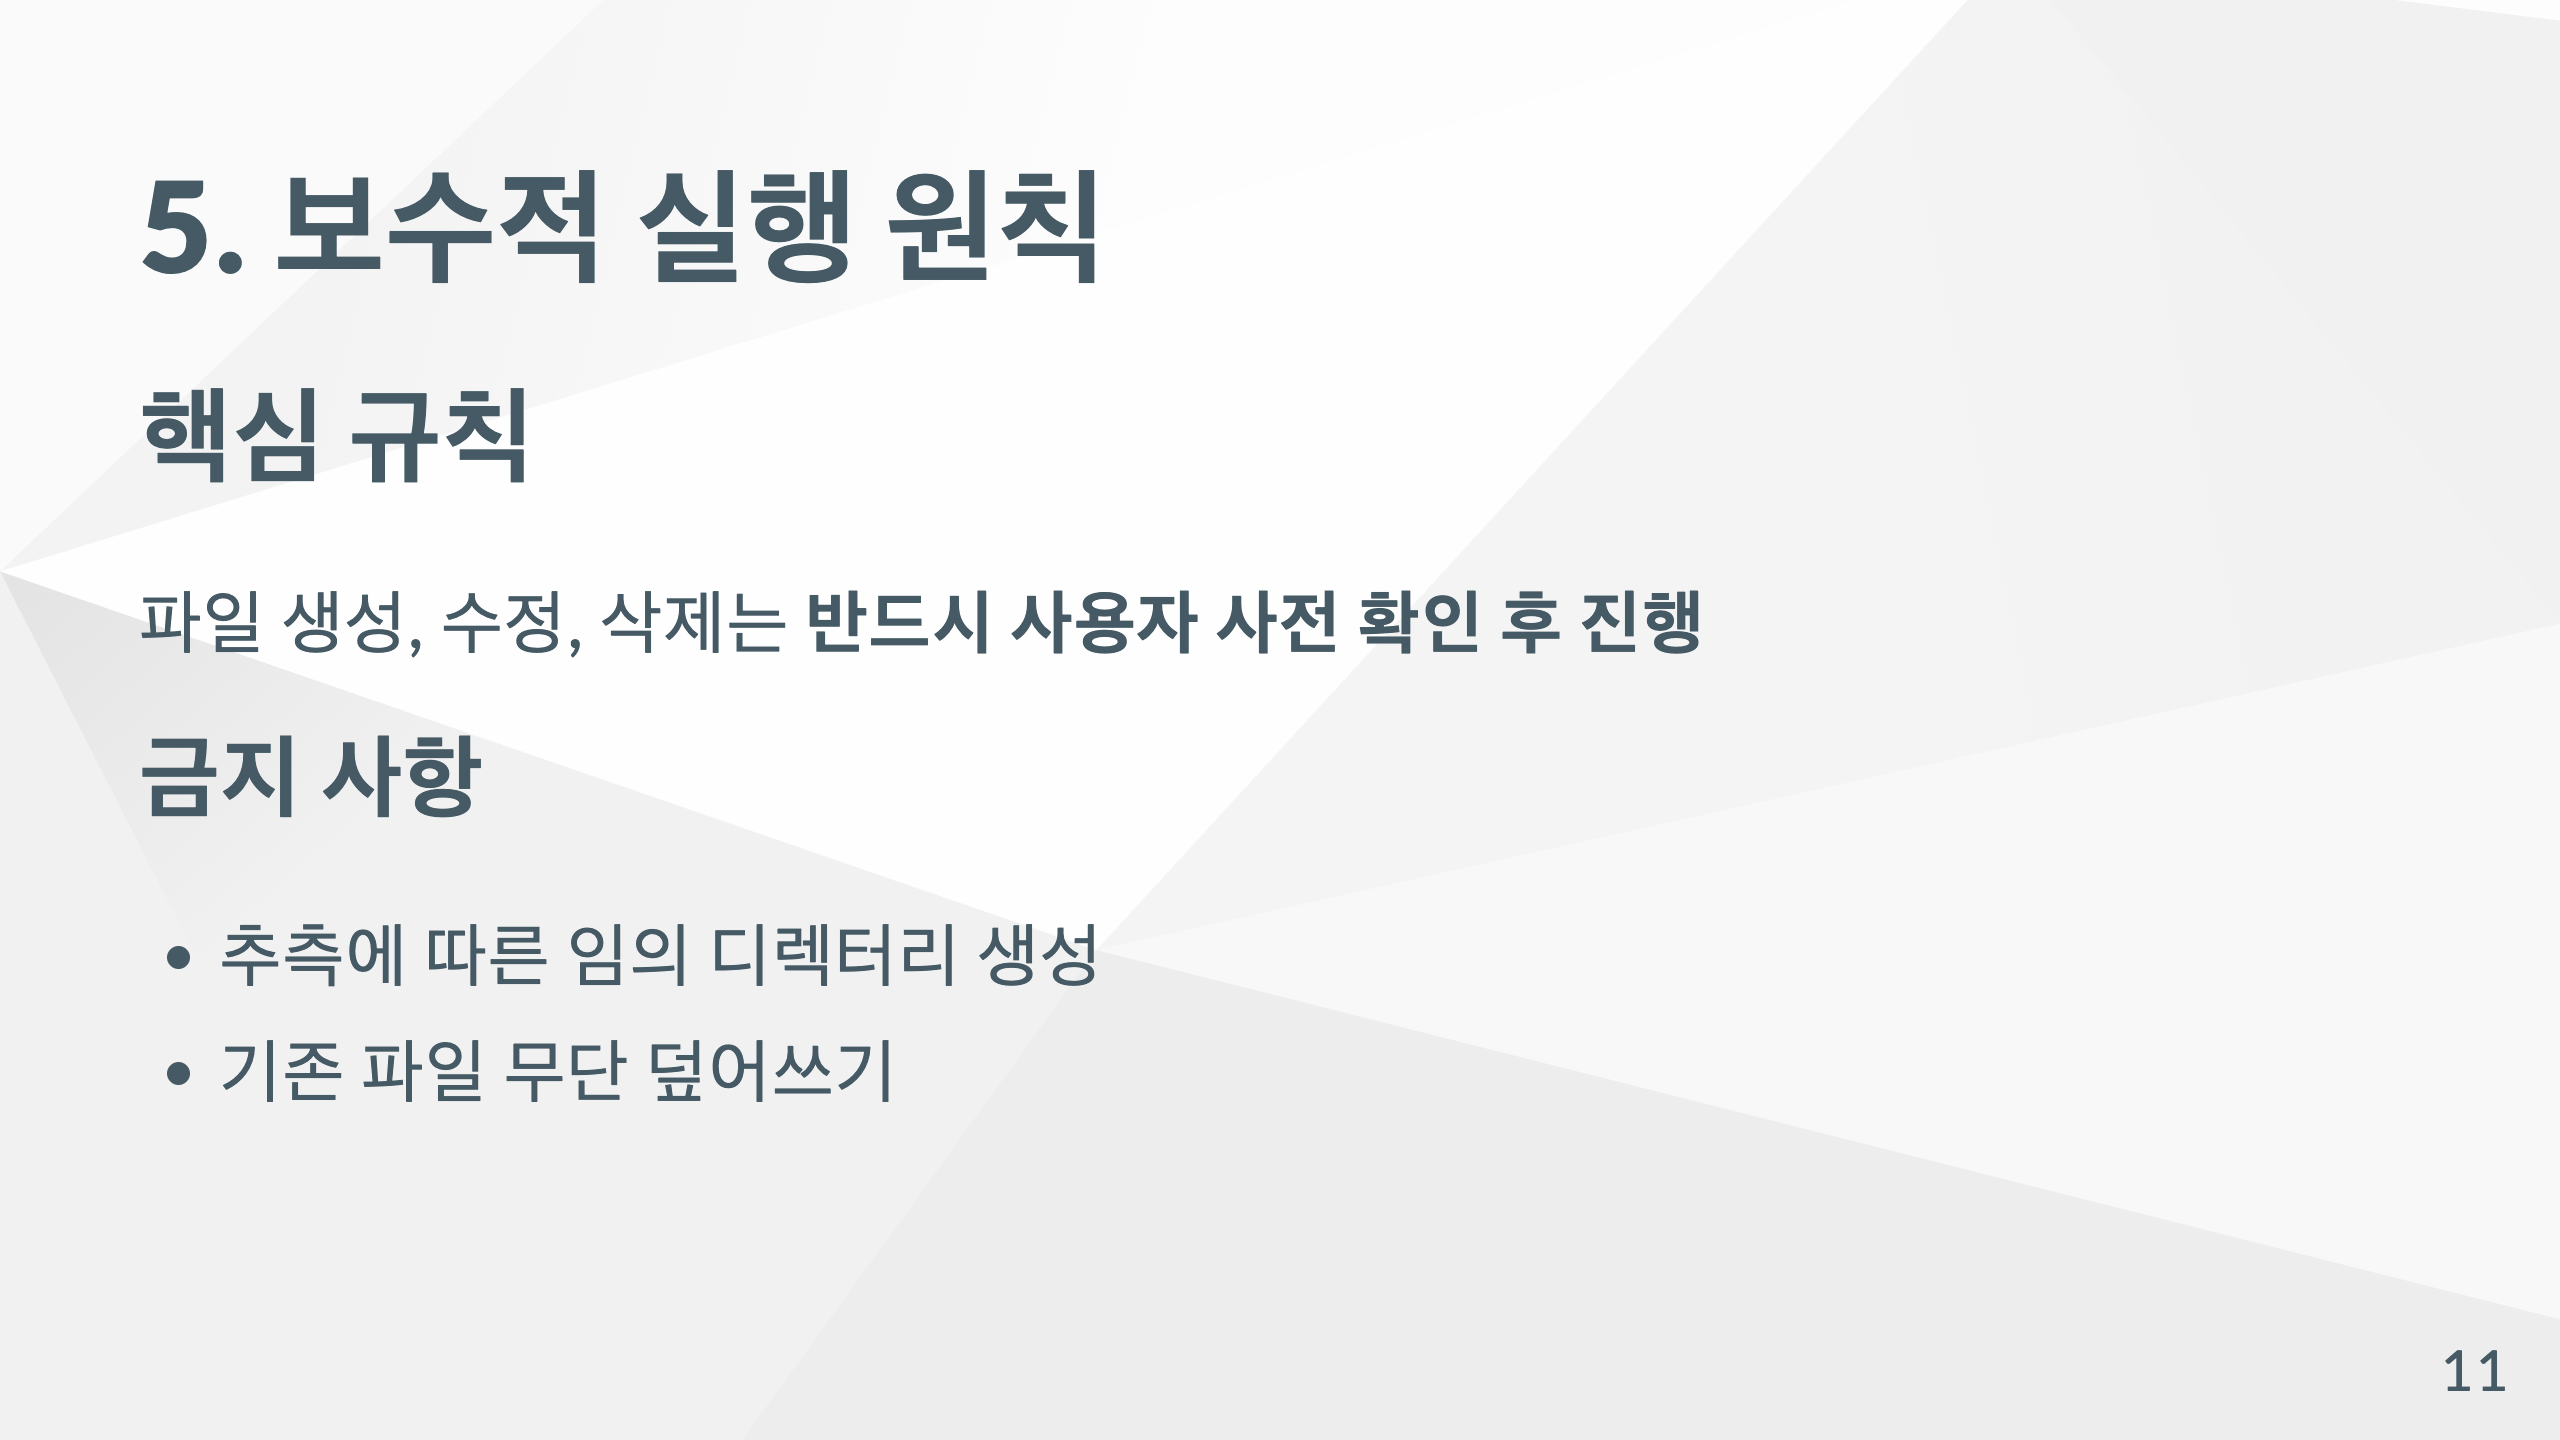 5. 보수적 실행 원칙
핵심 규칙
파일 생성, 수정, 삭제는 반드시 사용자 사전 확인 후 진행
금지 사항
• 추측에 따른 임의 디렉터리 생성
• 기존 파일 무단 덮어쓰기
11